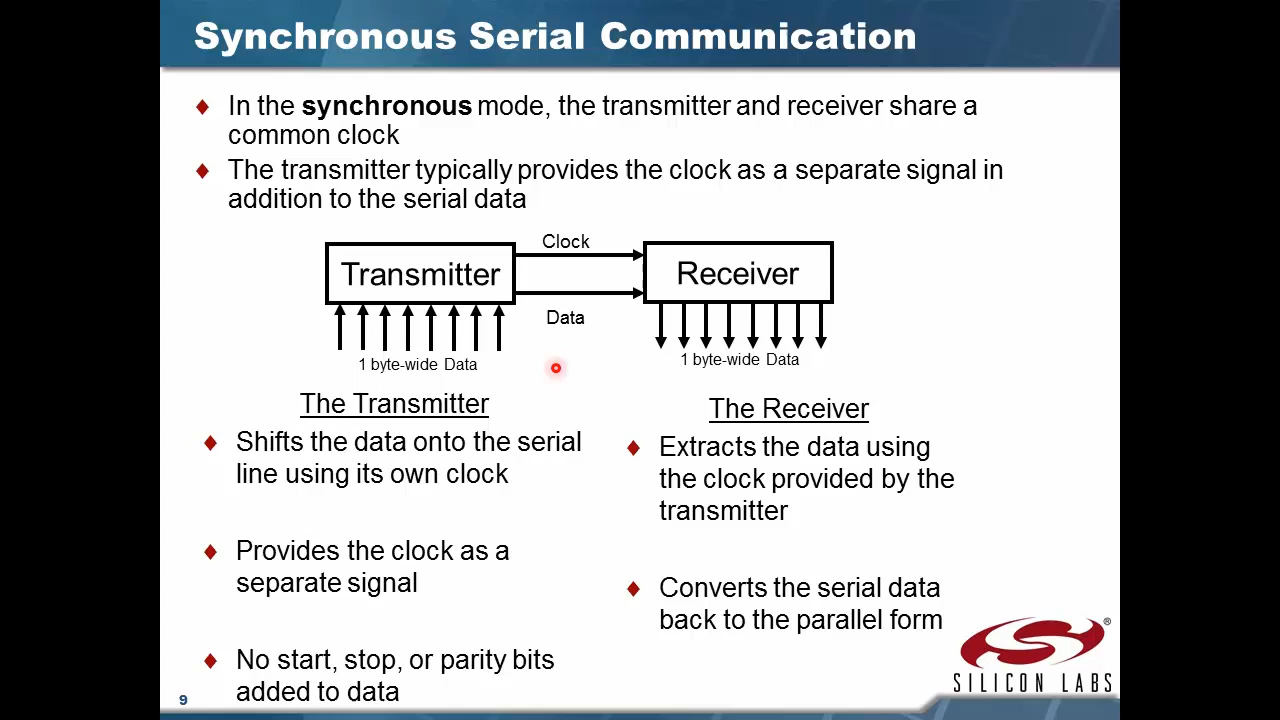 Synchronous Serial Communication
♦ In the synchronous mode, the transmitter and receiver share a
common clock
♦ The transmitter typically provides the clock as a separate signal in
addition to the serial data
Clock
Transmitter
Receiver
Data
1 byte-wide Data
1 byte-wide Data
The Transmitter
♦ Shifts the data onto the serial
line using its own clock
♦ Provides the clock as a
separate signal
♦ No start, stop, or parity bits
added to data
The Receiver
♦ Extracts the data using
the clock provided by the
transmitter
♦ Converts the serial data
back to the parallel form
®
SILICON LABS
9